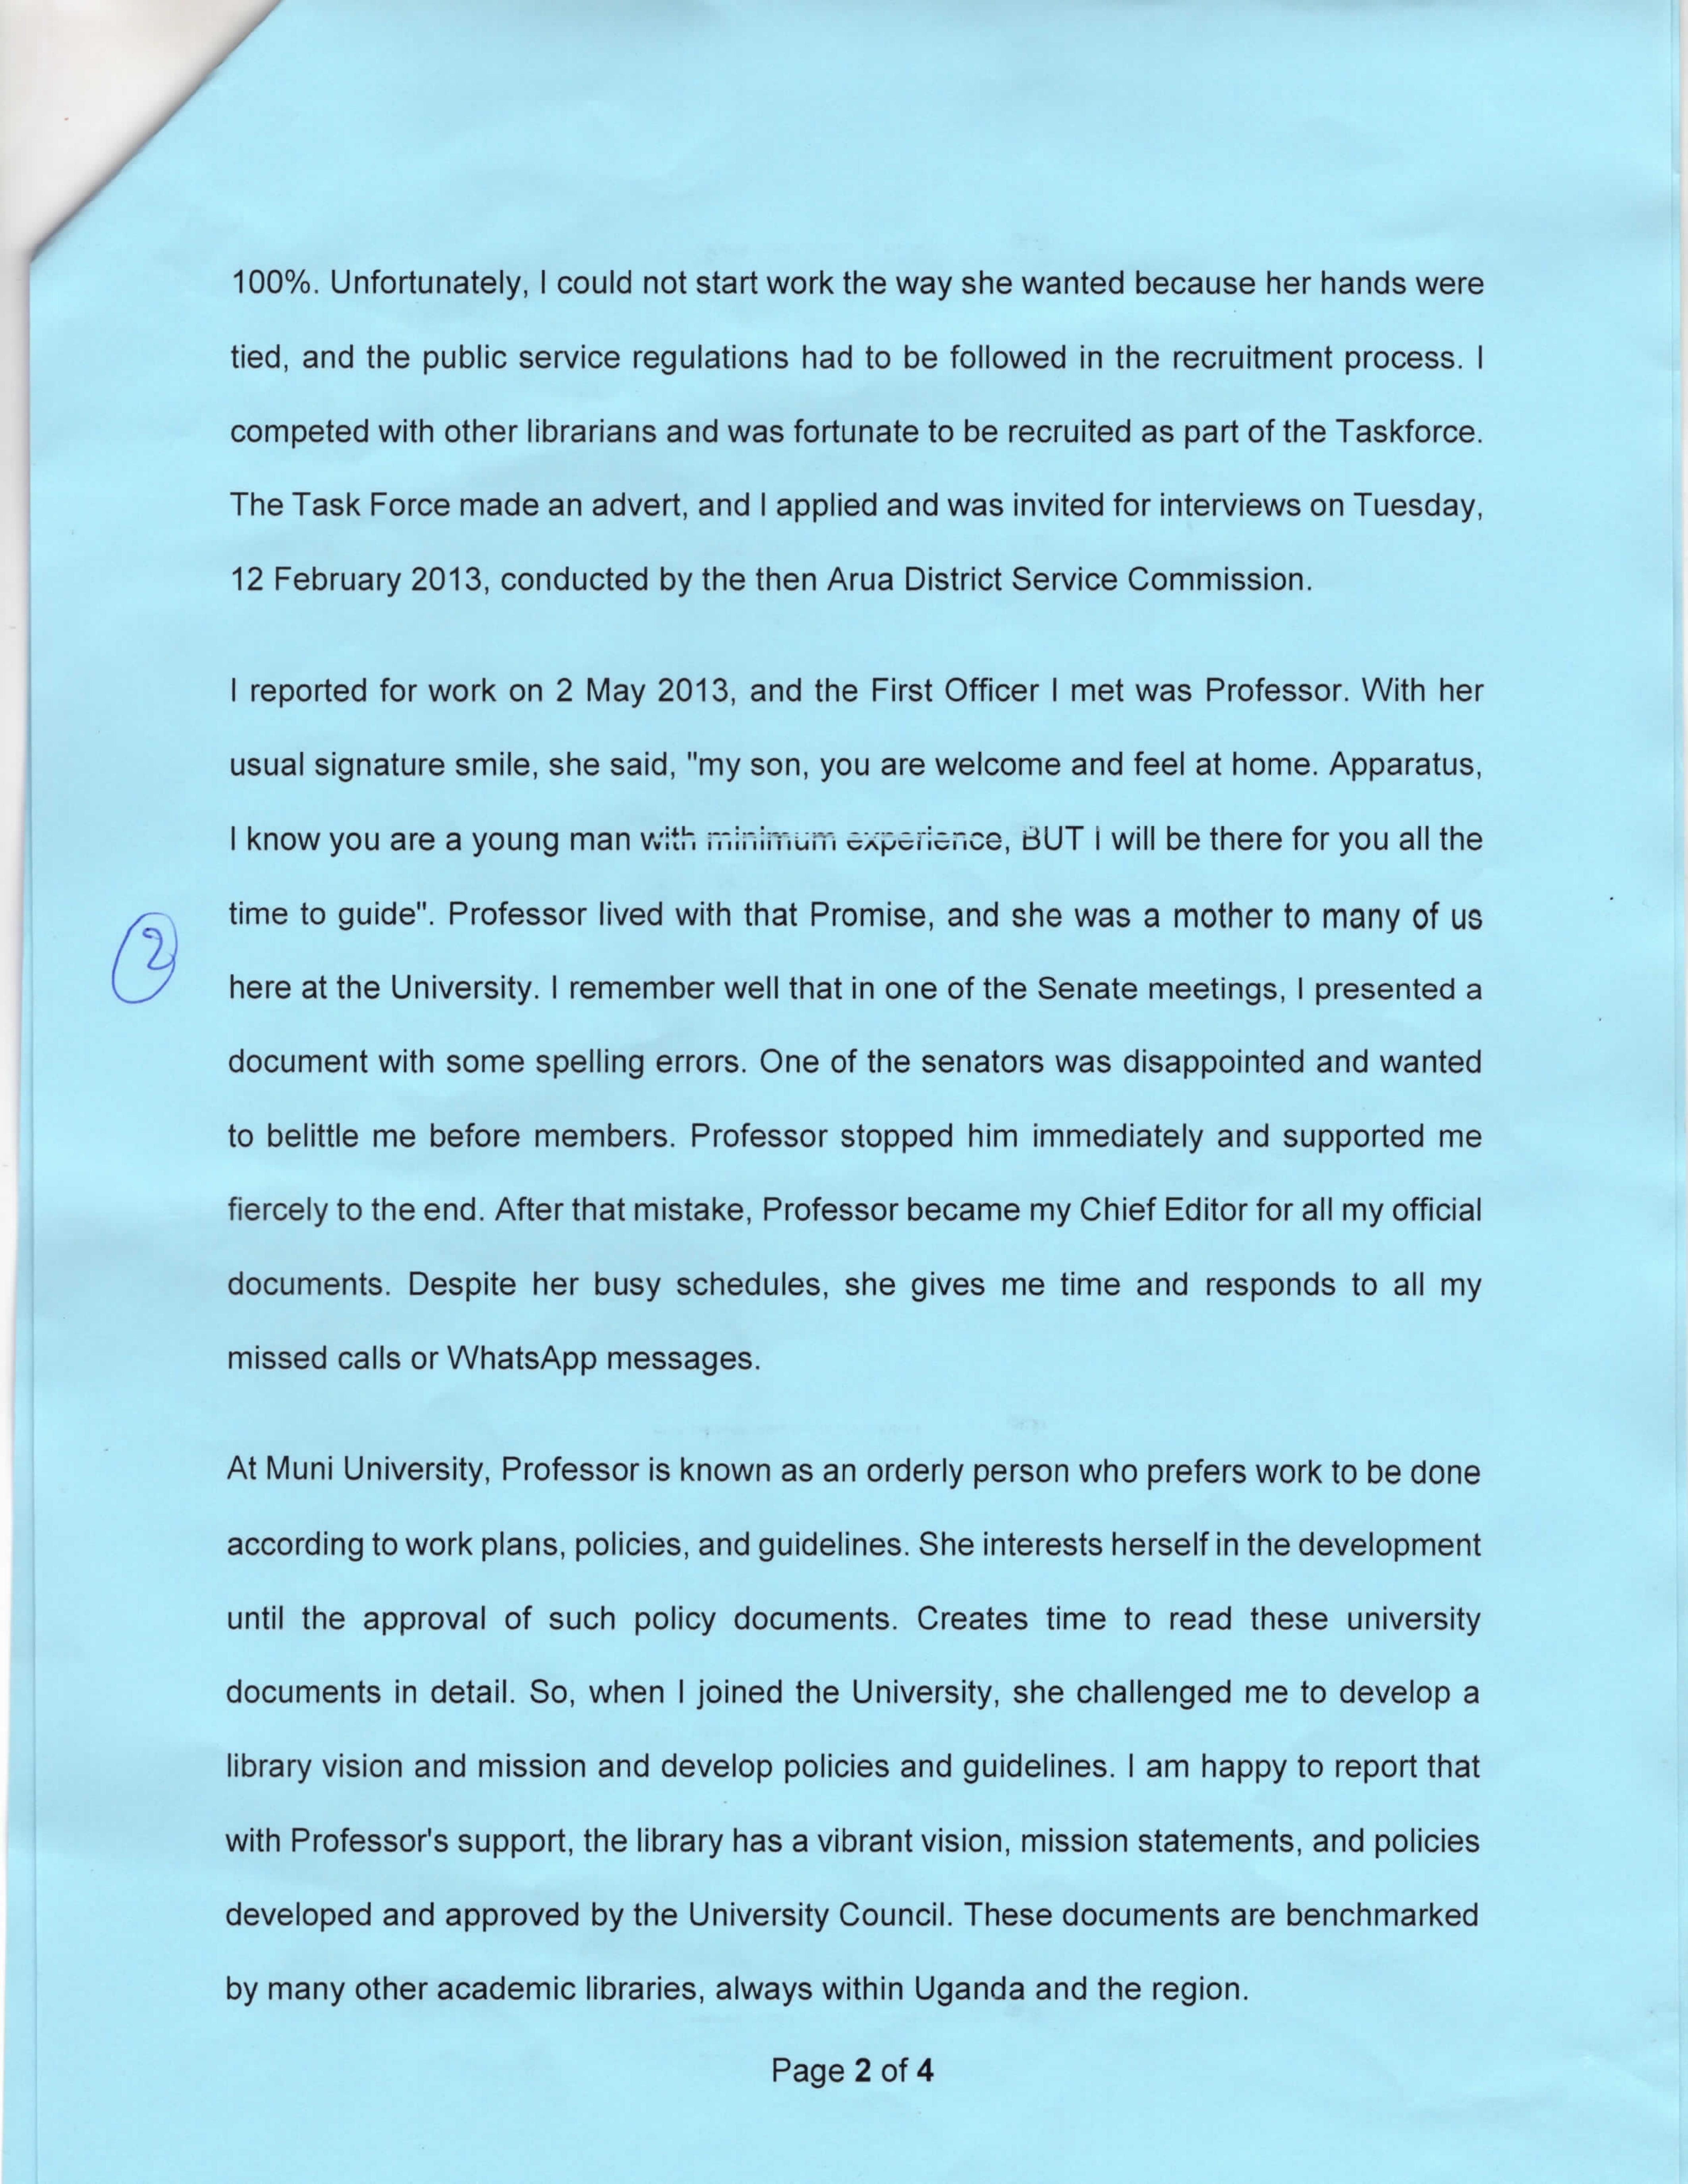 100%. Unfortunately, I could not start work the way she wanted because her hands were
tied, and the public service regulations had to be followed in the recruitment process. I
competed with other librarians and was fortunate to be recruited as part of the Taskforce.
The Task Force made an advert, and I applied and was invited for interviews on Tuesday,
12 February 2013, conducted by the then Arua District Service Commission.
I reported for work on 2 May 2013, and the First Officer I met was Professor. With her
usual signature smile, she said, "my son, you are welcome and feel at home. Apparatus,
I know you are a young man with minimum experience, BUT I will be there for you all the
time to guide". Professor lived with that Promise, and she was a mother to many of us
2
here at the University. I remember well that in one of the Senate meetings, I presented a
document with some spelling errors. One of the senators was disappointed and wanted
to belittle me before members. Professor stopped him immediately and supported me
fiercely to the end. After that mistake, Professor became my Chief Editor for all my official
documents. Despite her busy schedules, she gives me time and responds to all my
missed calls or WhatsApp messages.
At Muni University, Professor is known as an orderly person who prefers work to be done
according to work plans, policies, and guidelines. She interests herself in the development
until the approval of such policy documents. Creates time to read these university
documents in detail. So, when I joined the University, she challenged me to develop a
library vision and mission and develop policies and guidelines. I am happy to report that
with Professor's support, the library has a vibrant vision, mission statements, and policies
developed and approved by the University Council. These documents are benchmarked
by many other academic libraries, always within Uganda and the region.
Page 2 of 4